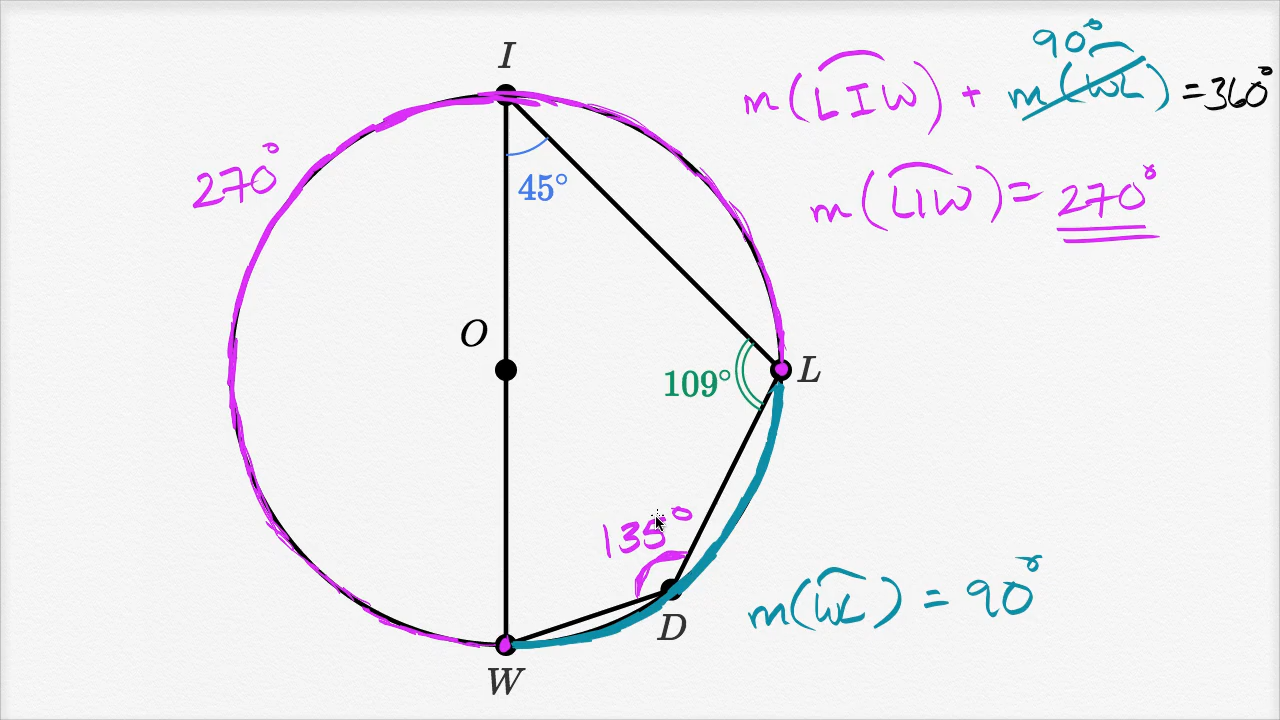 I
90°
m(LIW) + m(WL) = 360°
270°
45°
m(LIW) = 270°
O
109°
L
135°
D
m(WL) = 90°
W